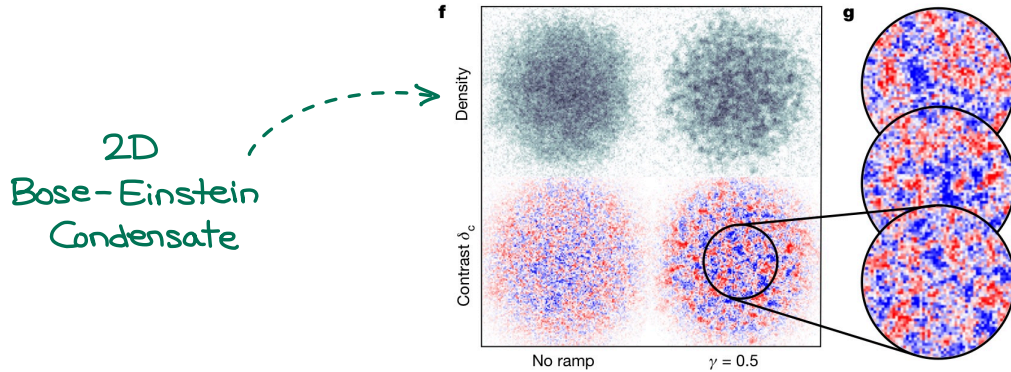 f
g
Density
2D
Bose-Einstein
Condensate
Contrast δc
No ramp
γ = 0.5